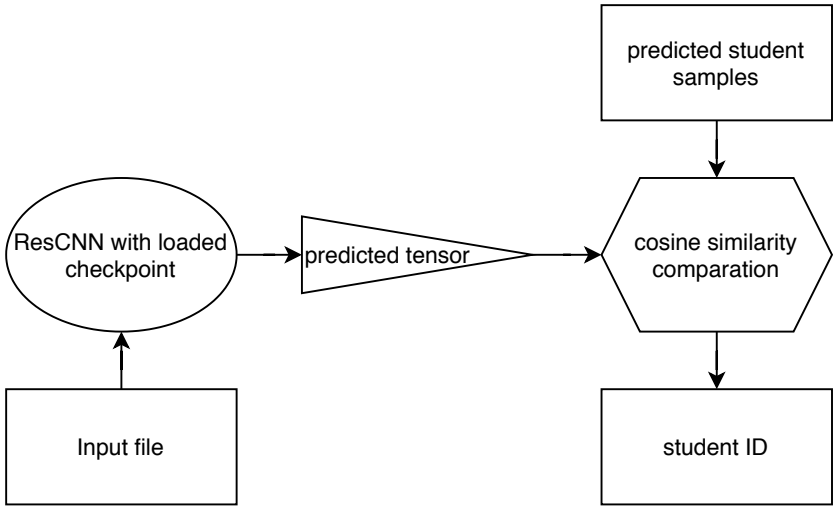 predicted student
samples
ResCNN with loaded
checkpoint
predicted tensor
cosine similarity
comparation
Input file
student ID